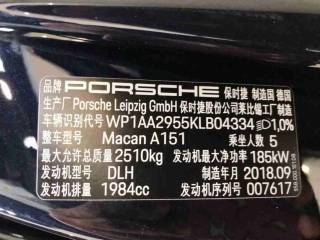 品牌 PORSCHE 保时捷 制造国 德国
生产厂 Porsche Leipzig GmbH 保时捷股份公司莱比锡工厂制造
车辆识别代号 WP1AA2955KLB04334 1,0%
整车型号 Macan A151 乘坐人数 5
最大允许总质量 2510kg 发动机最大净功率 185kW
发动机型号 DLH 制造年月 2018.09
发动机排量 1984cc 发动机序列号 007617